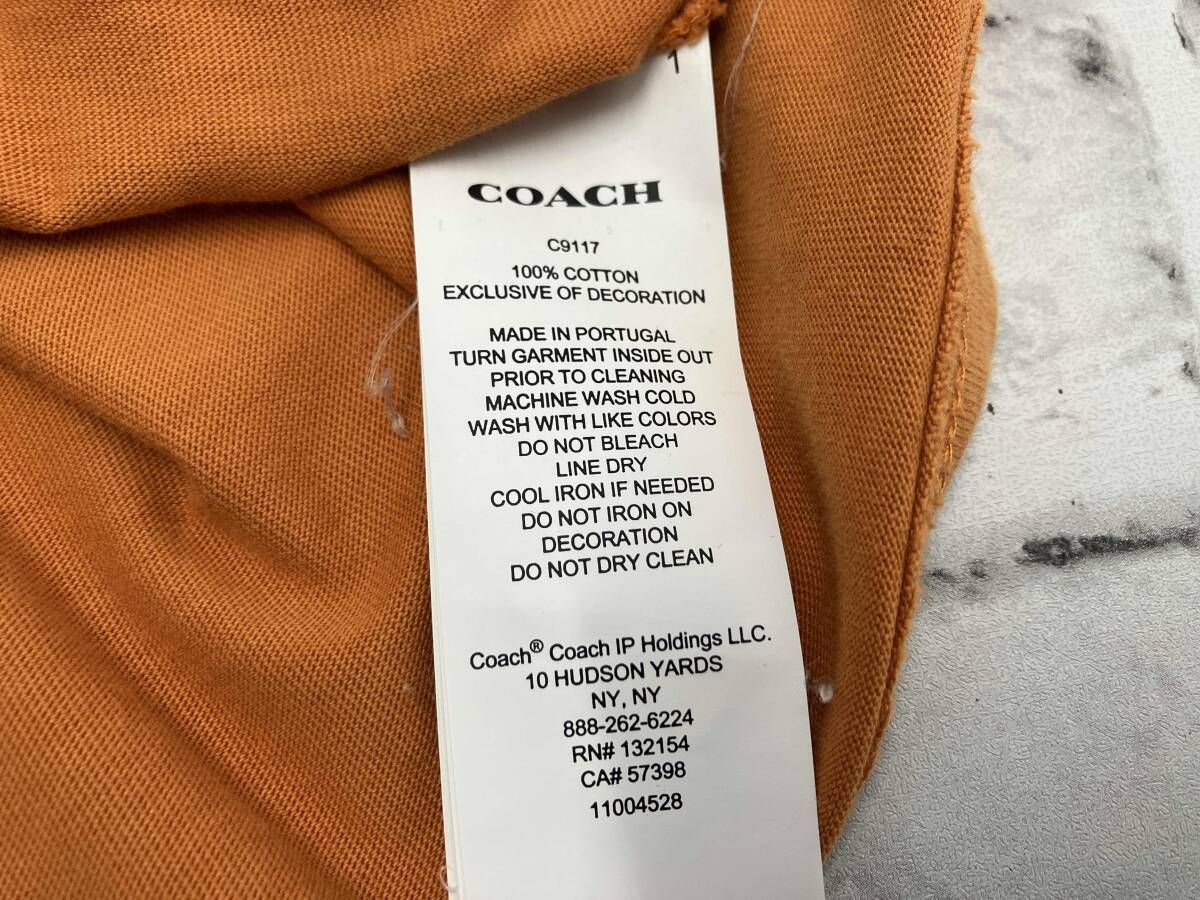 1
COACH
C9117
100% COTTON
EXCLUSIVE OF DECORATION
MADE IN PORTUGAL
TURN GARMENT INSIDE OUT
PRIOR TO CLEANING
MACHINE WASH COLD
WASH WITH LIKE COLORS
DO NOT BLEACH
LINE DRY
COOL IRON IF NEEDED
DO NOT IRON ON
DECORATION
DO NOT DRY CLEAN
Coach® Coach IP Holdings LLC.
10 HUDSON YARDS
NY, NY
888-262-6224
RN# 132154
CA# 57398
11004528